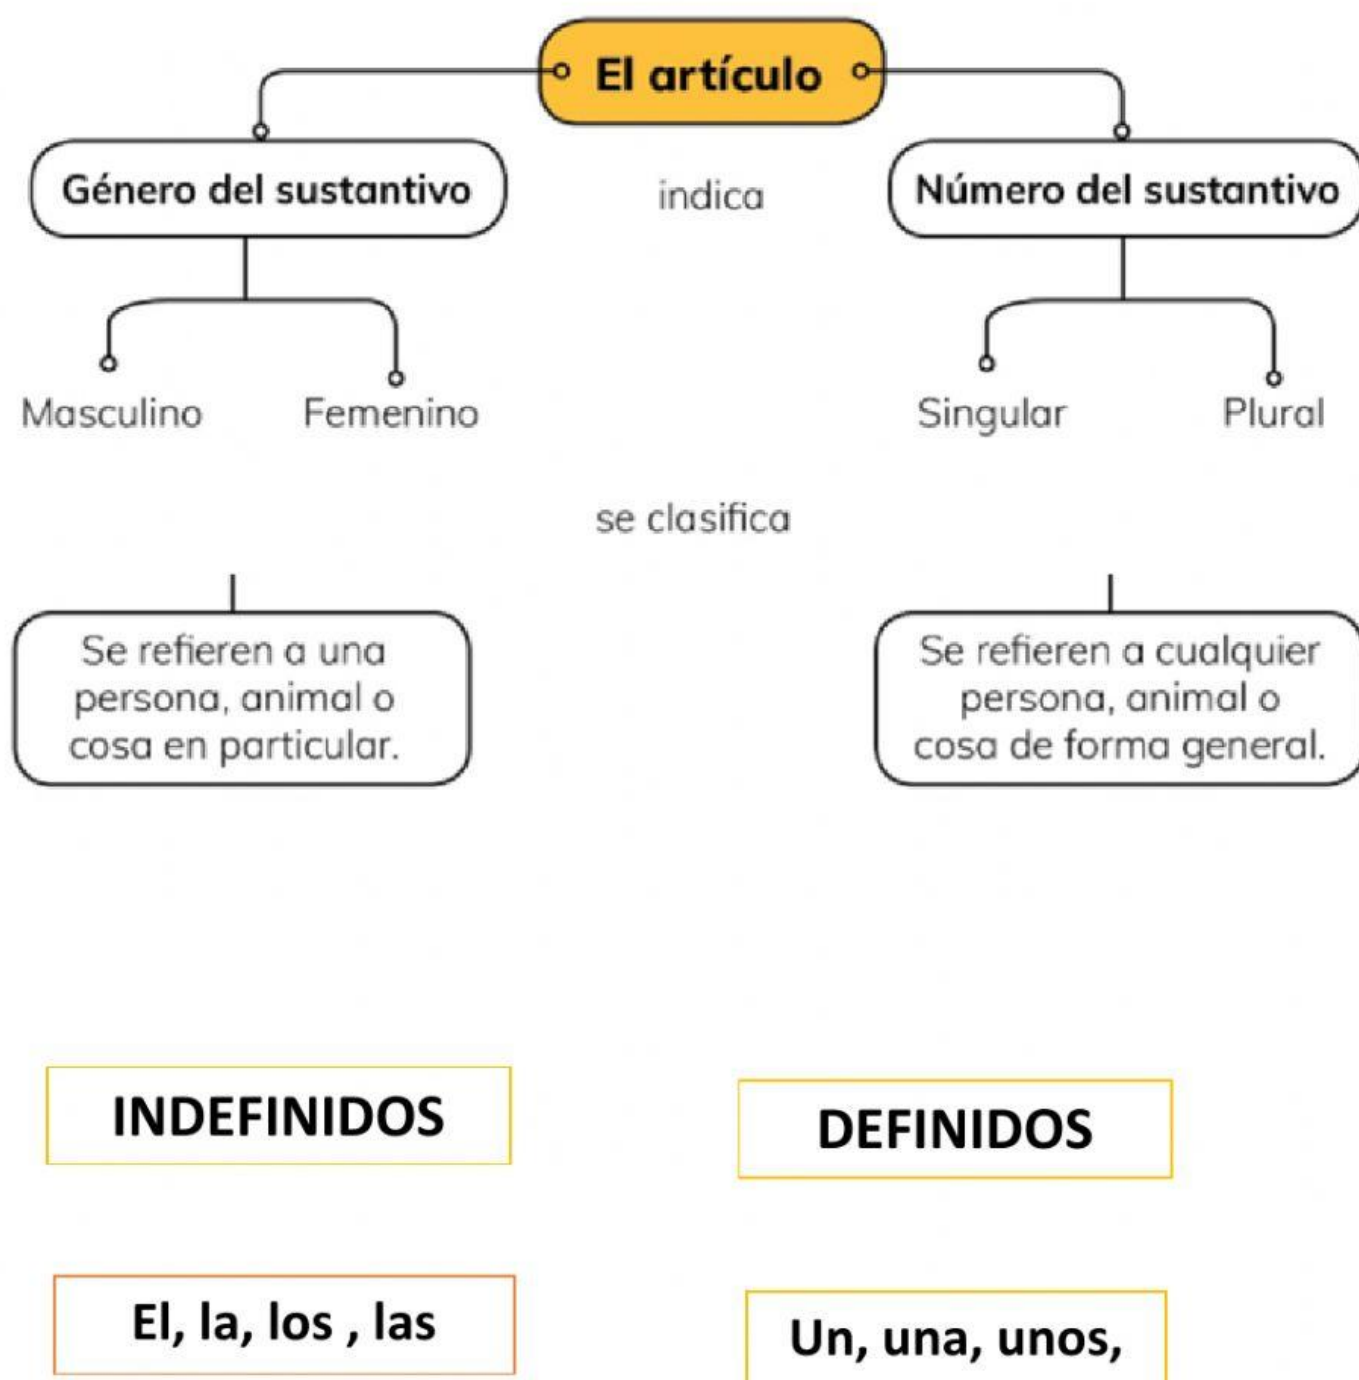 El artículo
Género del sustantivo
indica
Número del sustantivo
Masculino
Femenino
Singular
Plural
se clasifica
Se refieren a una
persona, animal o
cosa en particular.
Se refieren a cualquier
persona, animal o
cosa de forma general.
INDEFINIDOS
DEFINIDOS
El, la, los , las
Un, una, unos,